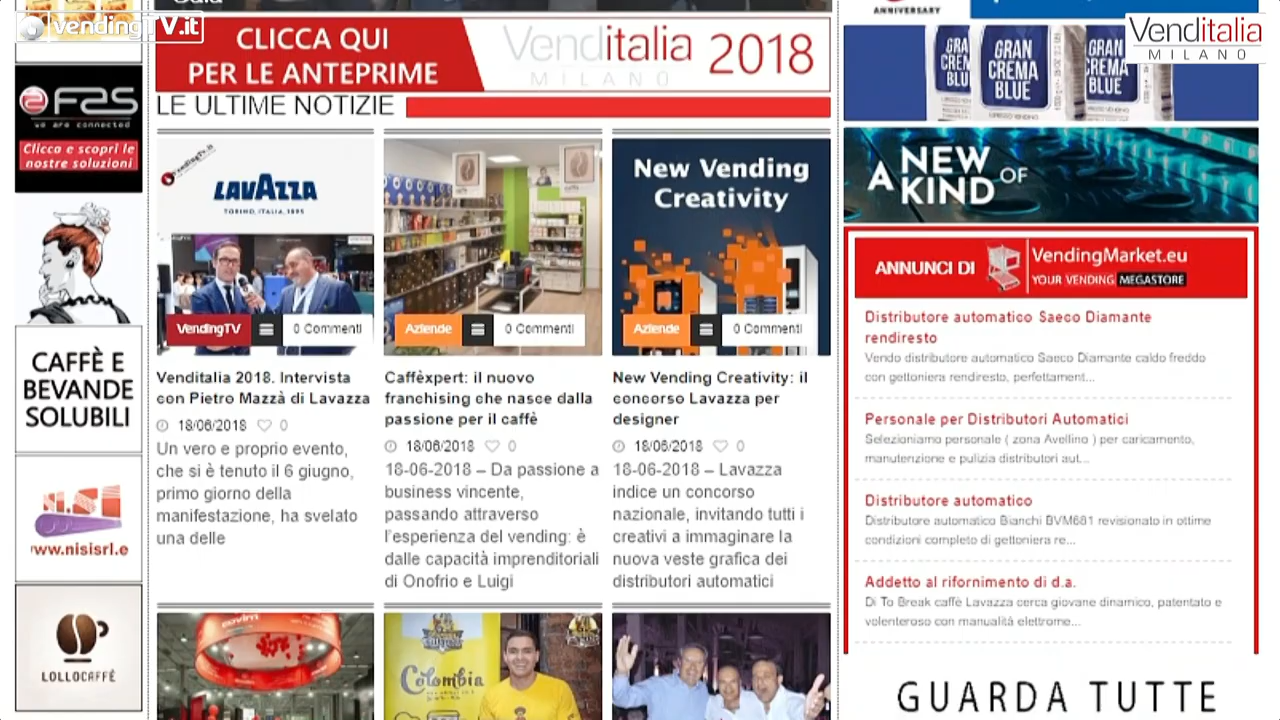 vendingTV.it
FAS
we are connected
Clicca e scopri le
nostre soluzioni
CAFFÈ E
BEVANDE
SOLUBILI
N.I.S.I.
www.nisisrl.e
LOLLOCAFFÈ
CLICCA QUI
PER LE ANTEPRIME
Venditalia 2018
MILANO
LE ULTIME NOTIZIE
VendingTv.it
LAVAZZA
TORINO, ITALIA, 1895
VendingTV
0 Commenti
Venditalia 2018. Intervista
con Pietro Mazzà di Lavazza
18/06/2018 0
Un vero e proprio evento,
che si è tenuto il 6 giugno,
primo giorno della
manifestazione, ha svelato
una delle
Aziende
0 Commenti
Caffèxpert: il nuovo
franchising che nasce dalla
passione per il caffè
18/06/2018 0
18-06-2018 – Da passione a
business vincente,
passando attraverso
l'esperienza del vending: è
dalle capacità imprenditoriali
di Onofrio e Luigi
New Vending
Creativity
Aziende
0 Commenti
New Vending Creativity: il
concorso Lavazza per
designer
18/06/2018 0
18-06-2018 – Lavazza
indice un concorso
nazionale, invitando tutti i
creativi a immaginare la
nuova veste grafica dei
distributori automatici
covim
Colombia
ANNIVERSARY
Venditalia
MILANO
GRAN
CREMA
BLUE
GRAN
CREMA
BLUE
GRAN
CREMA
BLUE
A NEW
KIND OF
ANNUNCI DI
VendingMarket.eu
YOUR VENDING MEGASTORE
Distributore automatico Saeco Diamante
rendiresto
Vendo distributore automatico Saeco Diamante caldo freddo
con gettoniera rendiresto, perfettament...
Personale per Distributori Automatici
Selezioniamo personale ( zona Avellino ) per caricamento,
manutenzione e pulizia distributori aut...
Distributore automatico
Distributore automatico Bianchi BVM681 revisionato in ottime
condizioni completo di gettoniera re...
Addetto al rifornimento di d.a.
Di To Break caffè Lavazza cerca giovane dinamico, patentato e
volenteroso con manualità elettrome...
GUARDA TUTTE